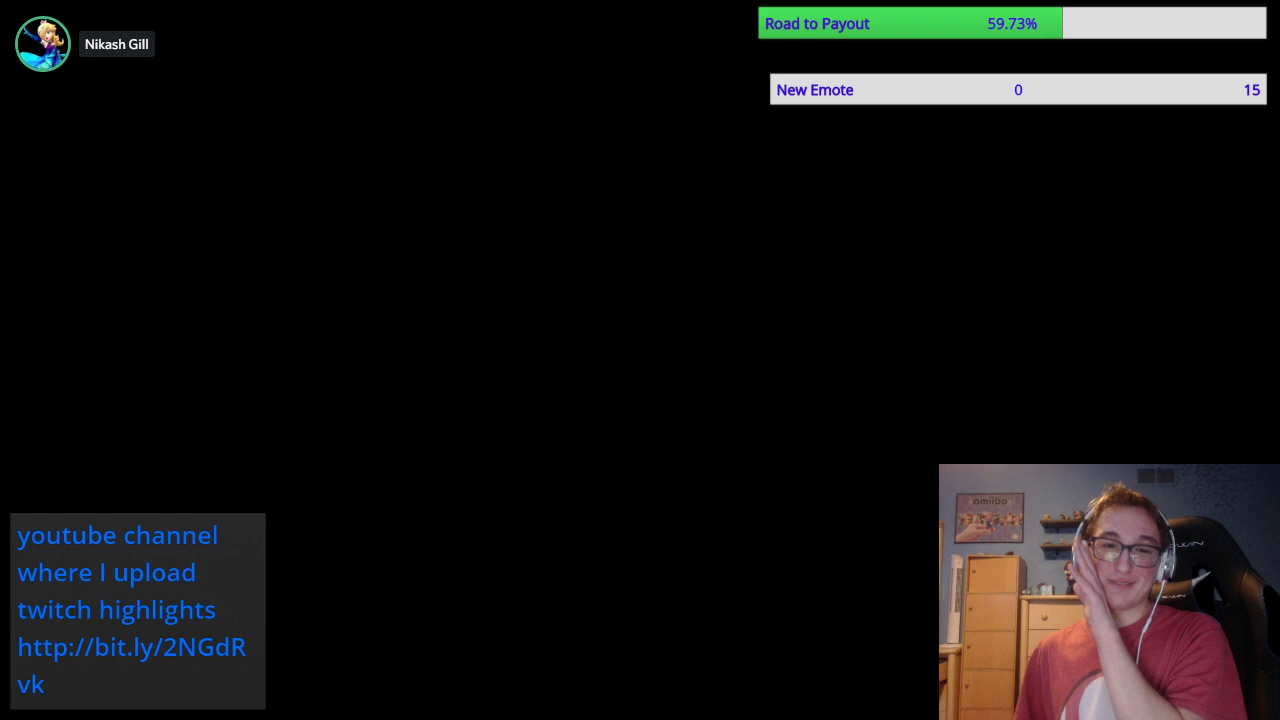 Nikash Gill
Road to Payout 59.73%
New Emote 0 15
youtube channel
where I upload
twitch highlights
http://bit.ly/2NGdR
vk
amiibo